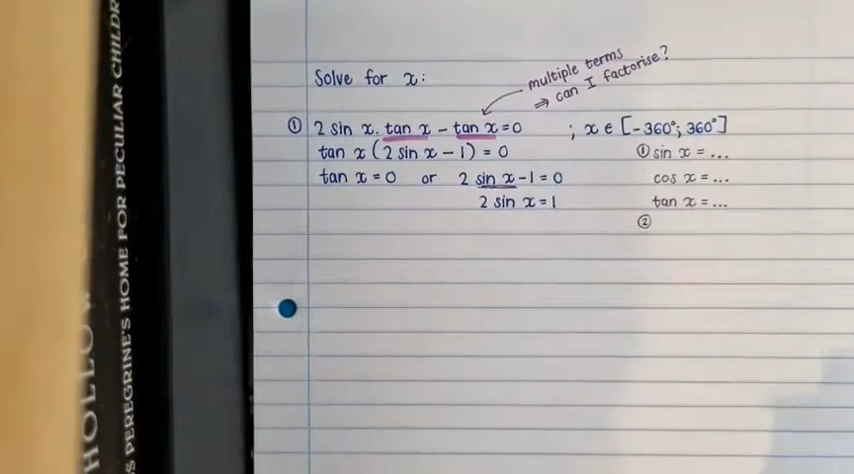 Solve for x:
multiple terms
⇒ can I factorise?
① 2 sin x. tan x - tan x = 0 ; x ∈ [-360°; 360°]
tan x (2 sin x - 1) = 0
① sin x = ...
tan x = 0 or 2 sin x - 1 = 0
cos x = ...
2 sin x = 1
tan x = ...
②
HOLLOW
S PEREGRINE'S HOME FOR PECULIAR CHILDR